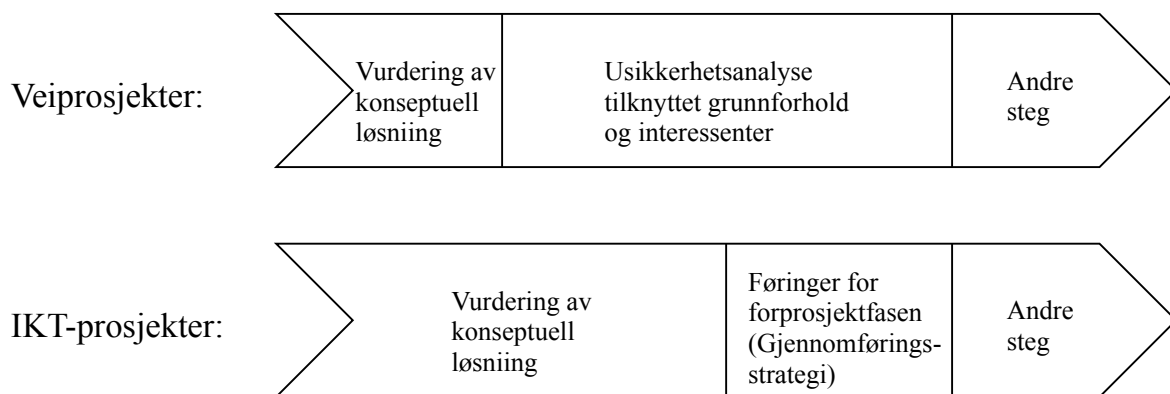 Veiprosjekter:
Vurdering av
konseptuell
løsniing
Usikkerhetsanalyse
tilknyttet grunnforhold
og interessenter
Andre
steg
IKT-prosjekter:
Vurdering av
konseptuell
løsniing
Føringer for
forprosjektfasen
(Gjennomførings-
strategi)
Andre
steg